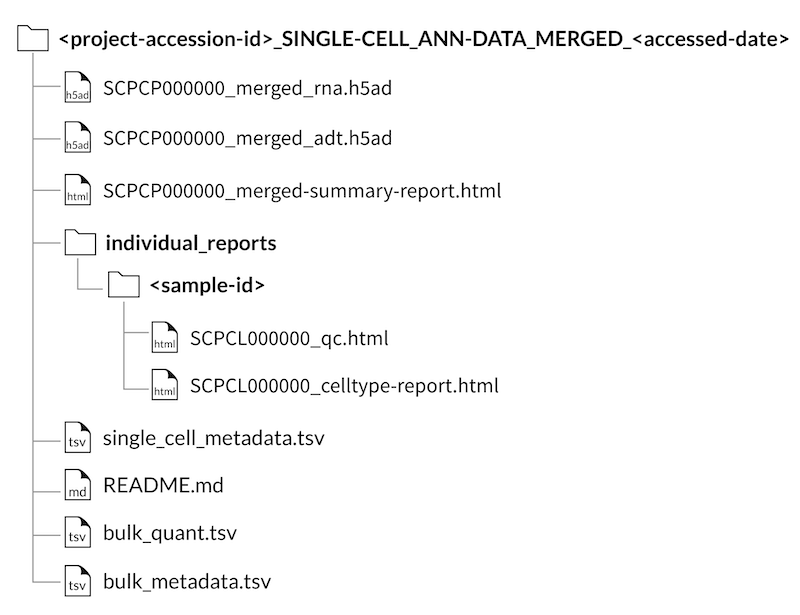 <project-accession-id>_SINGLE-CELL_ANN-DATA_MERGED_<accessed-date>
h5ad SCPCP000000_merged_rna.h5ad
h5ad SCPCP000000_merged_adt.h5ad
html SCPCP000000_merged-summary-report.html
individual_reports
<sample-id>
html SCPCL000000_qc.html
html SCPCL000000_celltype-report.html
tsv single_cell_metadata.tsv
md README.md
tsv bulk_quant.tsv
tsv bulk_metadata.tsv